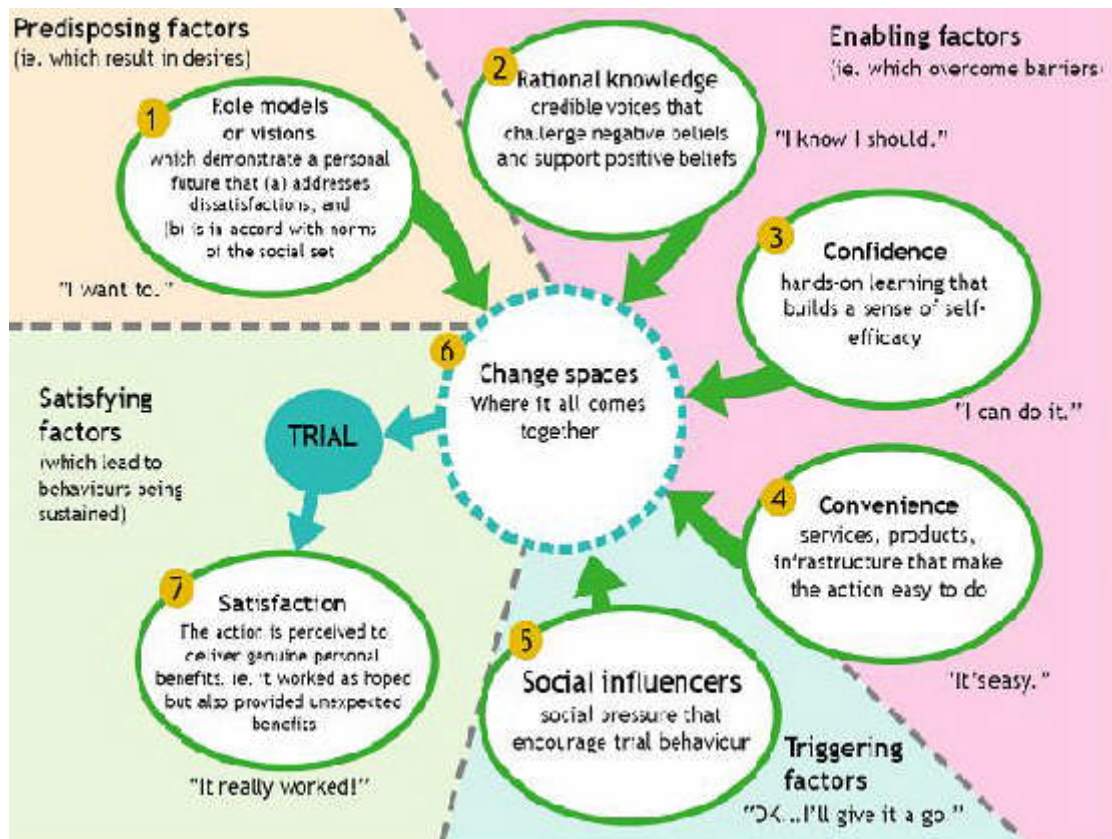 Predisposing factors
(ie. which result in desires)
1
Role models
or visions
which demonstrate a personal
future that (a) addresses
dissatisfactions, and
(b) is in accord with norms
of the social set
"I want to."
Enabling factors
(ie. which overcome barriers)
2
Rational knowledge
credible voices that
challenge negative beliefs
and support positive beliefs
"I know I should."
3
Confidence
hands-on learning that
builds a sense of self-
efficacy
"I can do it."
4
Convenience
services, products,
infrastructure that make
the action easy to do
"It's easy."
5
Social influencers
social pressure that
encourage trial behaviour
Triggering
factors
"OK...I'll give it a go."
6
Change spaces
Where it all comes
together
TRIAL
Satisfying
factors
(which lead to
behaviours being
sustained)
7
Satisfaction
The action is perceived to
deliver genuine personal
benefits, ie. it worked as hoped
but also provided unexpected
benefits
"It really worked!"